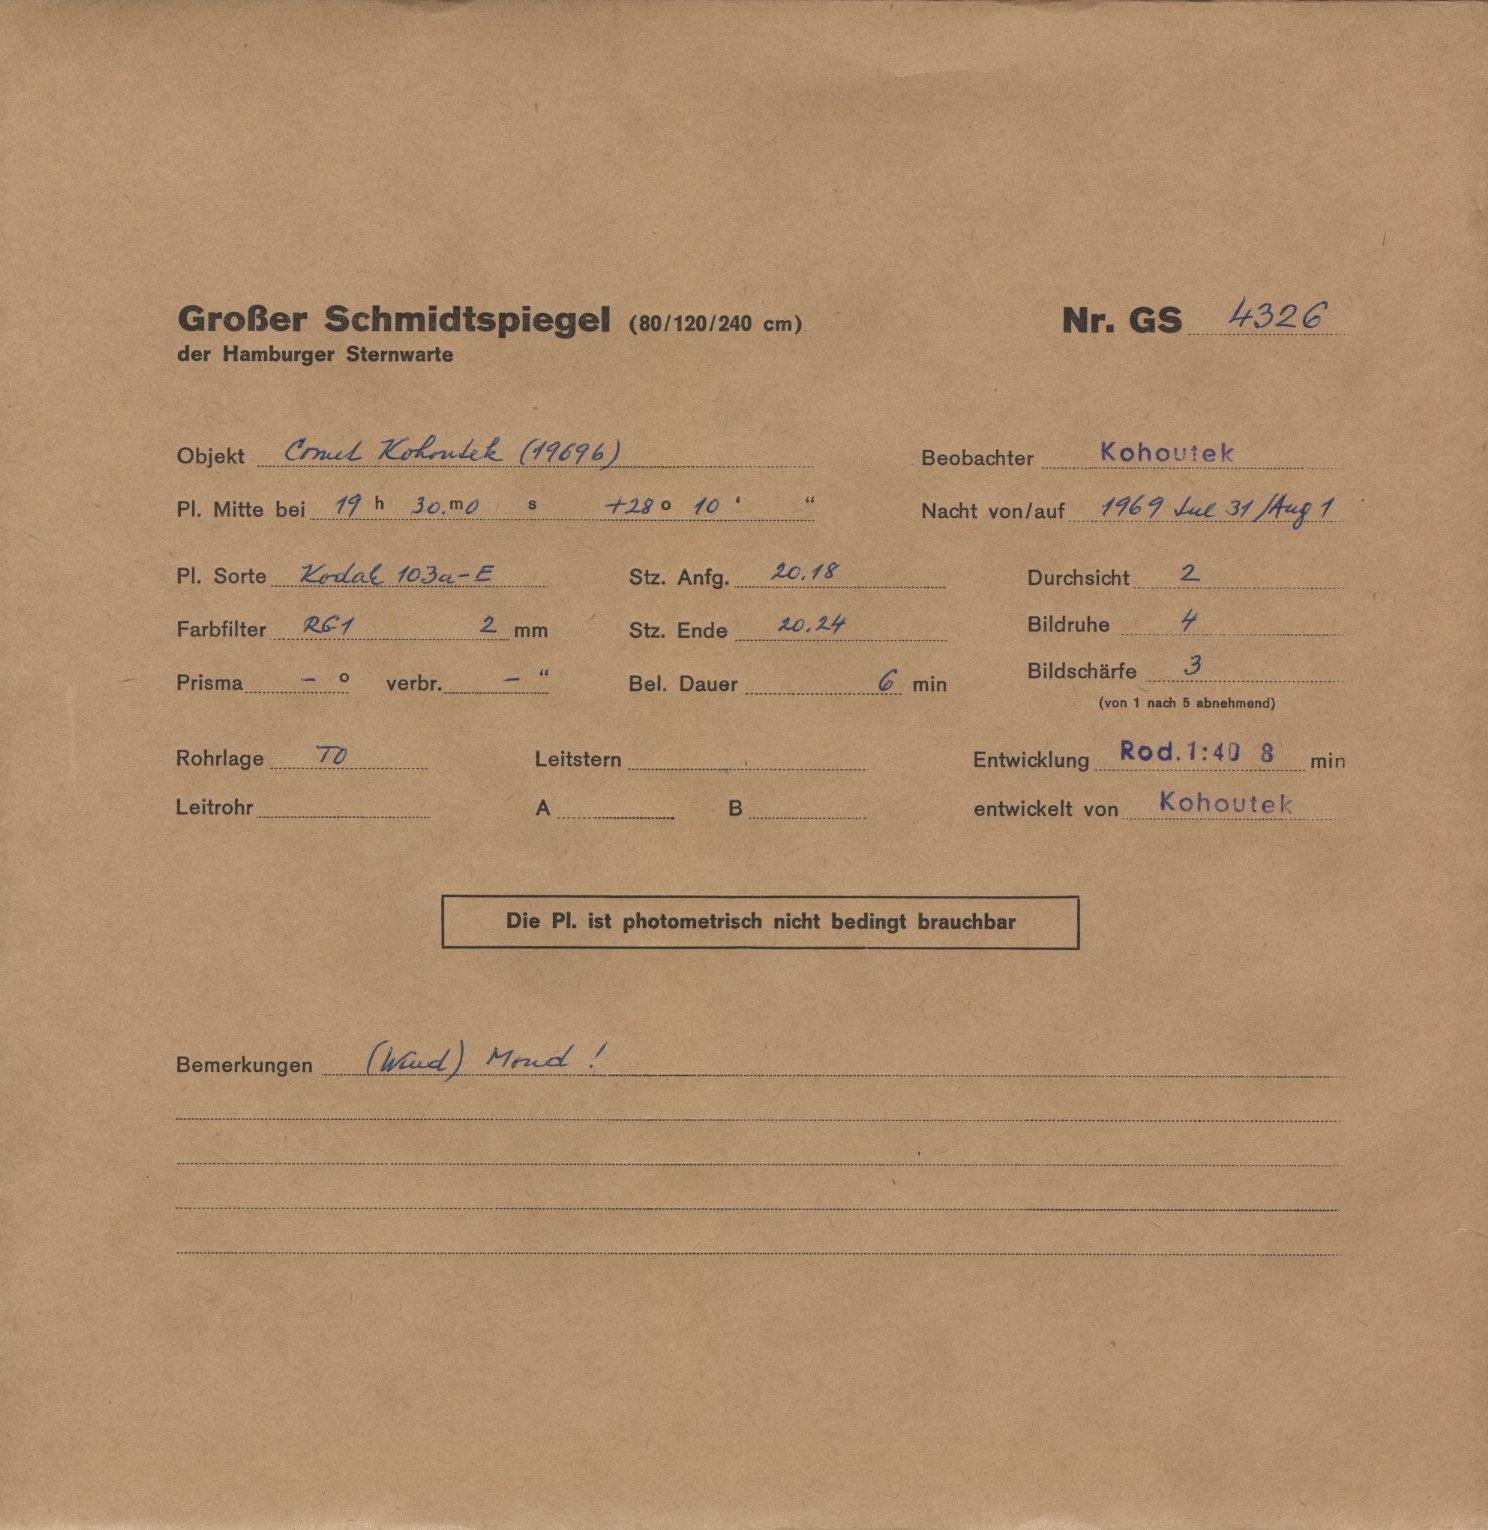 Großer Schmidtspiegel (80/120/240 cm) Nr. GS 4326
der Hamburger Sternwarte
Objekt Comet Kohoutek (1969b) Beobachter Kohoutek
Pl. Mitte bei 19 h 30.m0 s +28 o 10 ‘ “ Nacht von/auf 1969 Jul 31/Aug 1
Pl. Sorte Kodak 103a-E Stz. Anfg. 20.18 Durchsicht 2
Farbfilter RG1 2 mm Stz. Ende 20.24 Bildruhe 4
Prisma – o verbr. – “ Bel. Dauer 6 min Bildschärfe 3
(von 1 nach 5 abnehmend)
Rohrlage TO Leitstern Entwicklung Rod.1:40 8 min
Leitrohr A B entwickelt von Kohoutek
Die Pl. ist photometrisch nicht bedingt brauchbar
Bemerkungen (Wind) Mond !